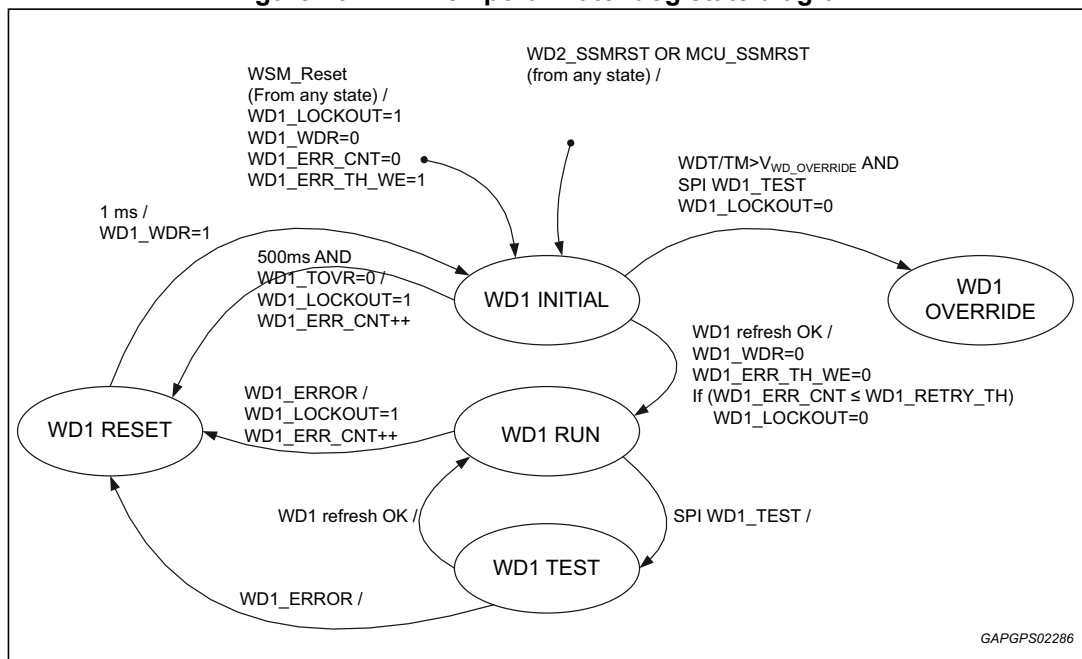 WD2_SSMRST OR MCU_SSMRST
(from any state) /
WSM_Reset
(From any state) /
WD1_LOCKOUT=1
WD1_WDR=0
WD1_ERR_CNT=0
WD1_ERR_TH_WE=1
WDT/TM>VWD_OVERRIDE AND
SPI WD1_TEST
WD1_LOCKOUT=0
1 ms /
WD1_WDR=1
500ms AND
WD1_TOVR=0 /
WD1_LOCKOUT=1
WD1_ERR_CNT++
WD1 INITIAL
WD1
OVERRIDE
WD1 refresh OK /
WD1_WDR=0
WD1_ERR_TH_WE=0
If (WD1_ERR_CNT ≤ WD1_RETRY_TH)
WD1_LOCKOUT=0
WD1_ERROR /
WD1_LOCKOUT=1
WD1_ERR_CNT++
WD1 RESET
WD1 RUN
WD1 refresh OK /
SPI WD1_TEST /
WD1 TEST
WD1_ERROR /
GAPGPS02286